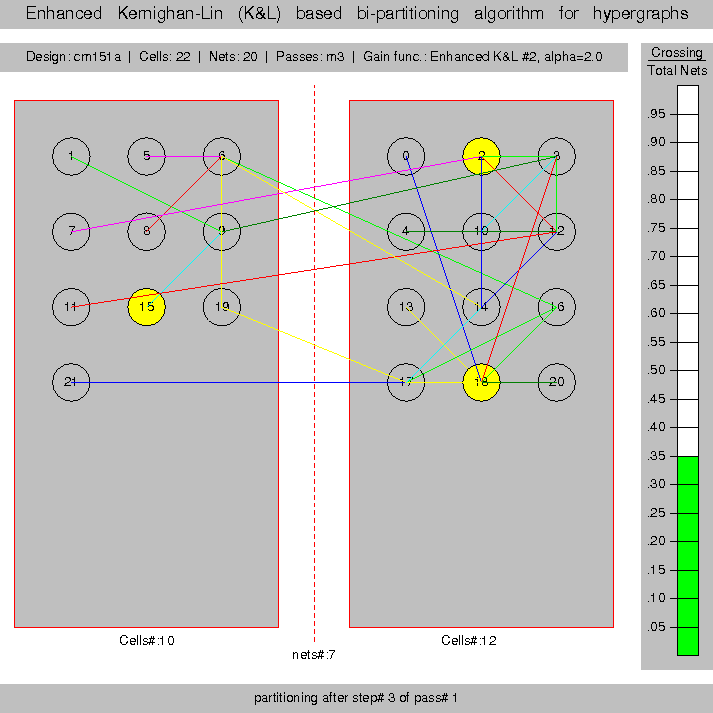 Enhanced Kernighan-Lin (K&L) based bi-partitioning algorithm for hypergraphs
Design: cm151a | Cells: 22 | Nets: 20 | Passes: m3 | Gain func.: Enhanced K&L #2, alpha=2.0
Crossing
Total Nets
.95
.90
.85
.80
.75
.70
.65
.60
.55
.50
.45
.40
.35
.30
.25
.20
.15
.10
.05
1 5 6 0 2 3
7 8 9 4 10 12
11 15 19 13 14 16
21 17 18 20
Cells#:10
Cells#:12
nets#:7
partitioning after step# 3 of pass# 1